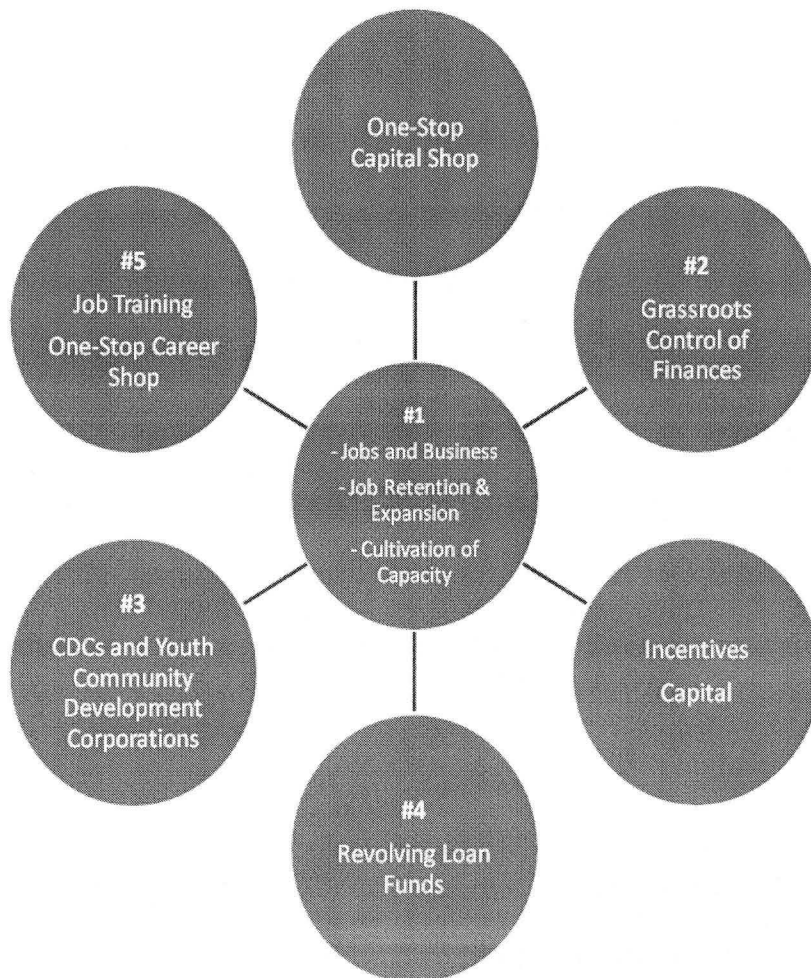 One-Stop
Capital Shop
#5
Job Training
One-Stop Career
Shop
#2
Grassroots
Control of
Finances
#1
- Jobs and Business
- Job Retention &
Expansion
- Cultivation of
Capacity
#3
CDCs and Youth
Community
Development
Corporations
Incentives
Capital
#4
Revolving Loan
Funds